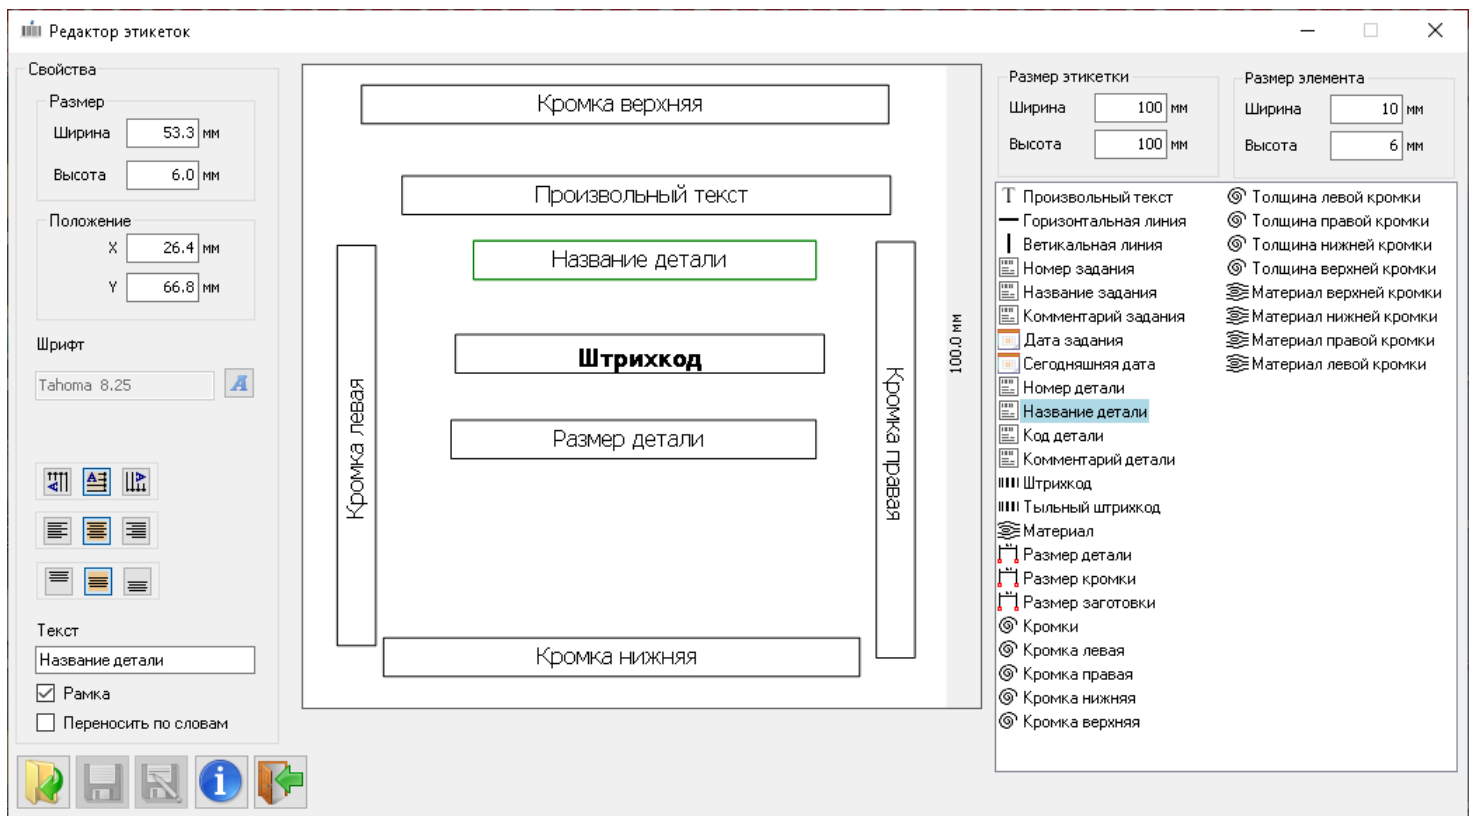 Редактор этикеток
Свойства
Размер
Ширина 53.3 мм
Высота 6.0 мм
Положение
X 26.4 мм
Y 66.8 мм
Шрифт
Tahoma 8.25
Текст
Название детали
Рамка
Переносить по словам
Кромка верхняя
Произвольный текст
Название детали
Штрихкод
Размер детали
Кромка левая
Кромка правая
Кромка нижняя
100.0 мм
Размер этикетки
Ширина 100 мм
Высота 100 мм
Размер элемента
Ширина 10 мм
Высота 6 мм
Произвольный текст
Горизонтальная линия
Ветикальная линия
Номер задания
Название задания
Комментарий задания
Дата задания
Сегодняшняя дата
Номер детали
Название детали
Код детали
Комментарий детали
Штрихкод
Тыльный штрихкод
Материал
Размер детали
Размер кромки
Размер заготовки
Кромки
Кромка левая
Кромка правая
Кромка нижняя
Кромка верхняя
Толщина левой кромки
Толщина правой кромки
Толщина нижней кромки
Толщина верхней кромки
Материал верхней кромки
Материал нижней кромки
Материал правой кромки
Материал левой кромки